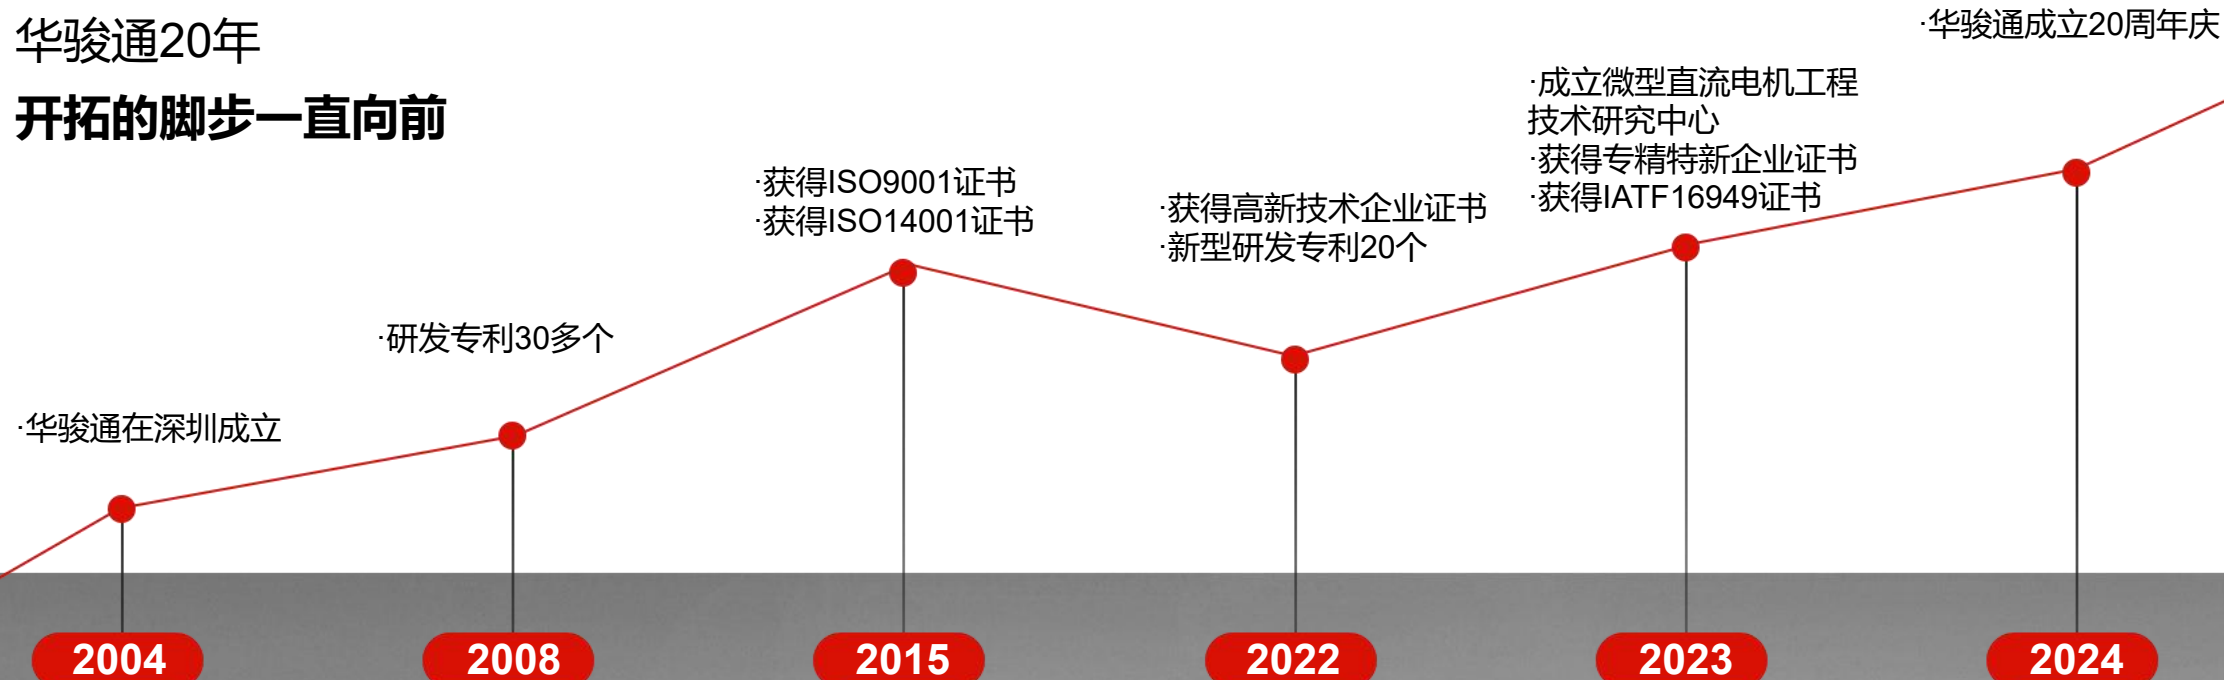 华骏通20年
开拓的脚步一直向前
·华骏通在深圳成立
·研发专利30多个
·获得ISO9001证书
·获得ISO14001证书
·获得高新技术企业证书
·新型研发专利20个
·成立微型直流电机工程
技术研究中心
·获得专精特新企业证书
·获得IATF16949证书
·华骏通成立20周年庆
2004
2008
2015
2022
2023
2024